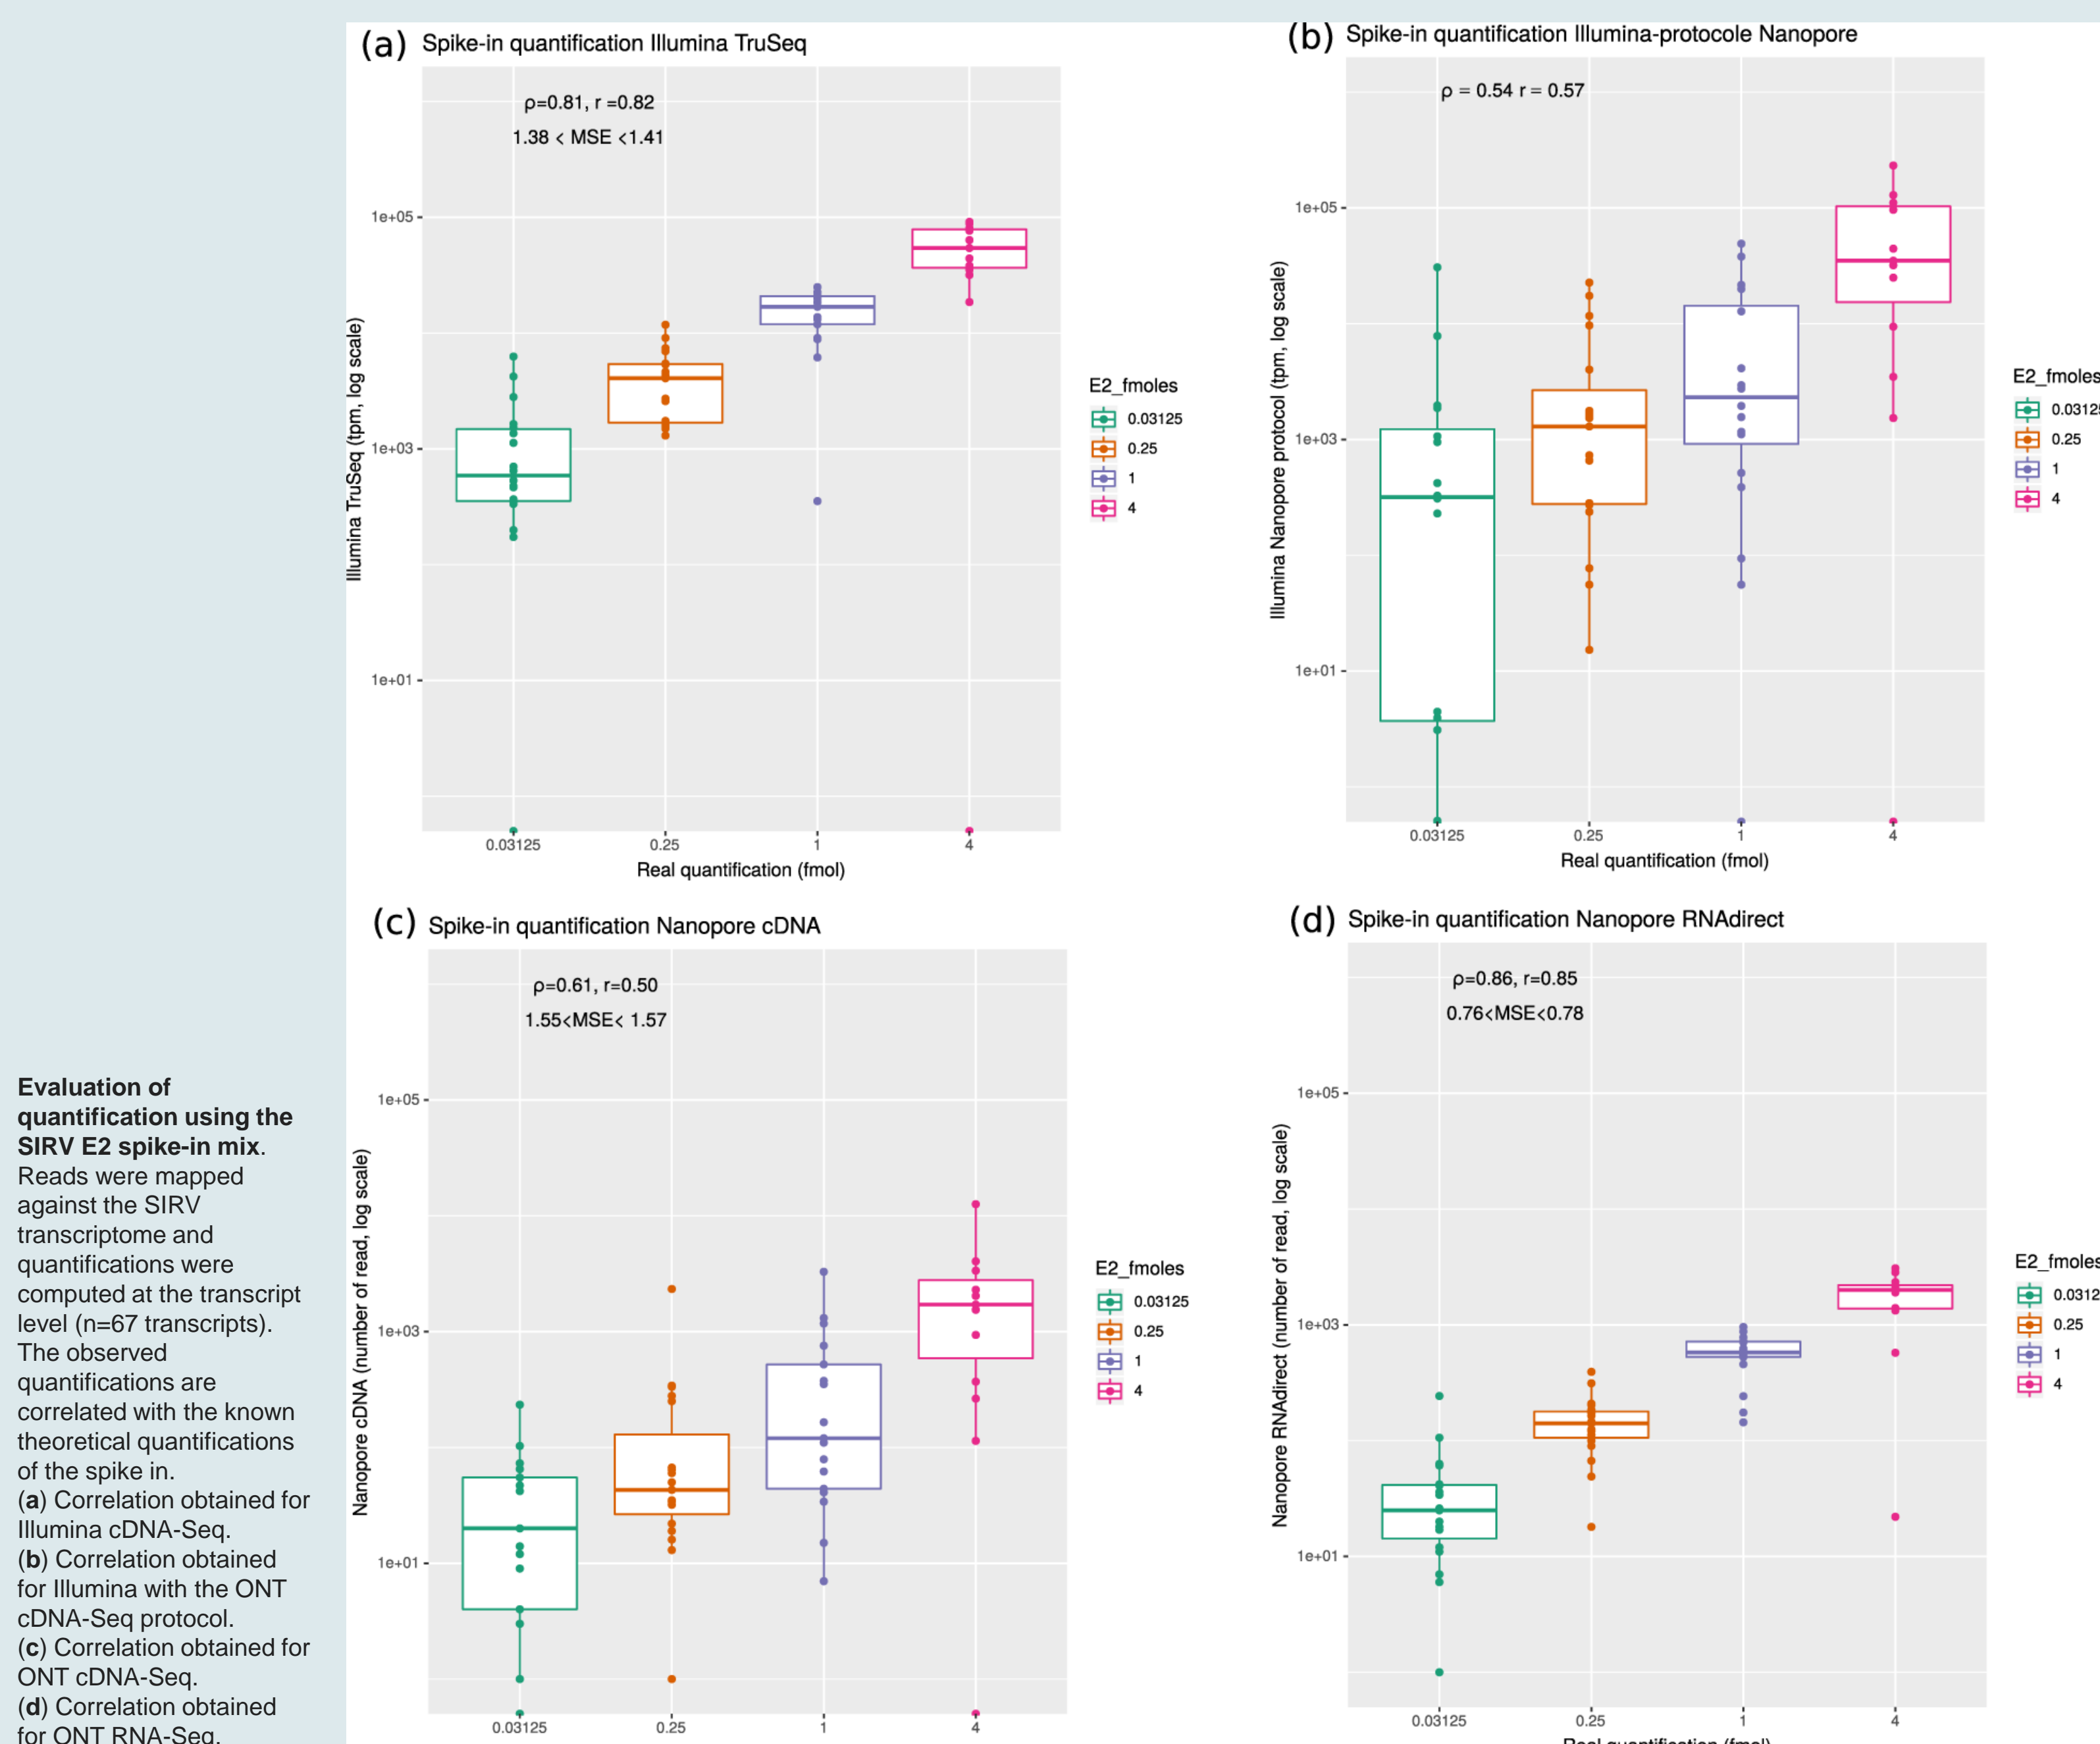 (a) Spike-in quantification Illumina TruSeq
ρ=0.81, r =0.82
1.38 < MSE <1.41
1e+05
1e+03
1e+01
Illumina TruSeq (tpm, log scale)
0.03125 0.25 1 4
Real quantification (fmol)
E2_fmoles
0.03125
0.25
1
4
(b) Spike-in quantification Illumina-protocole Nanopore
ρ = 0.54 r = 0.57
1e+05
1e+03
1e+01
Illumina Nanopore protocol (tpm, log scale)
0.03125 0.25 1 4
Real quantification (fmol)
E2_fmoles
0.03125
0.25
1
4
(c) Spike-in quantification Nanopore cDNA
ρ=0.61, r=0.50
1.55<MSE< 1.57
1e+05
1e+03
1e+01
Nanopore cDNA (number of read, log scale)
0.03125 0.25 1 4
E2_fmoles
0.03125
0.25
1
4
(d) Spike-in quantification Nanopore RNAdirect
ρ=0.86, r=0.85
0.76<MSE<0.78
1e+05
1e+03
1e+01
Nanopore RNAdirect (number of read, log scale)
0.03125 0.25 1 4
Real quantification (fmol)
E2_fmoles
0.0312
0.25
1
4
Evaluation of
quantification using the
SIRV E2 spike-in mix.
Reads were mapped
against the SIRV
transcriptome and
quantifications were
computed at the transcript
level (n=67 transcripts).
The observed
quantifications are
correlated with the known
theoretical quantifications
of the spike in.
(a) Correlation obtained for
Illumina cDNA-Seq.
(b) Correlation obtained
for Illumina with the ONT
cDNA-Seq protocol.
(c) Correlation obtained for
ONT cDNA-Seq.
(d) Correlation obtained
for ONT RNA-Seq.